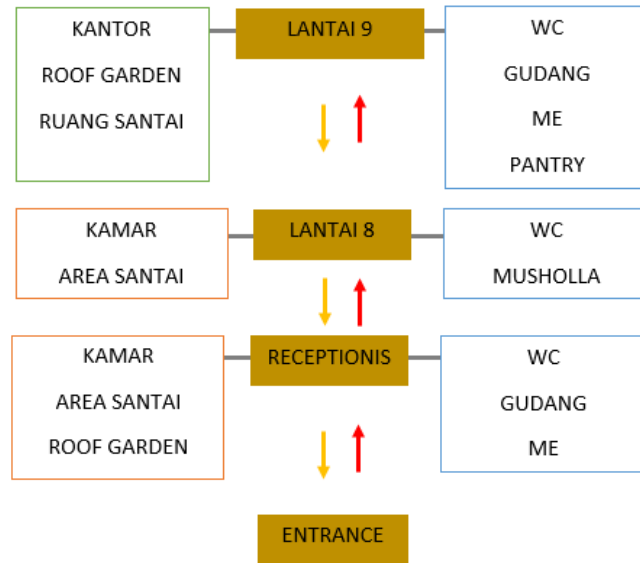 KANTOR
ROOF GARDEN
RUANG SANTAI
LANTAI 9
WC
GUDANG
ME
PANTRY
KAMAR
AREA SANTAI
LANTAI 8
WC
MUSHOLLA
KAMAR
AREA SANTAI
ROOF GARDEN
RECEPTIONIS
WC
GUDANG
ME
ENTRANCE